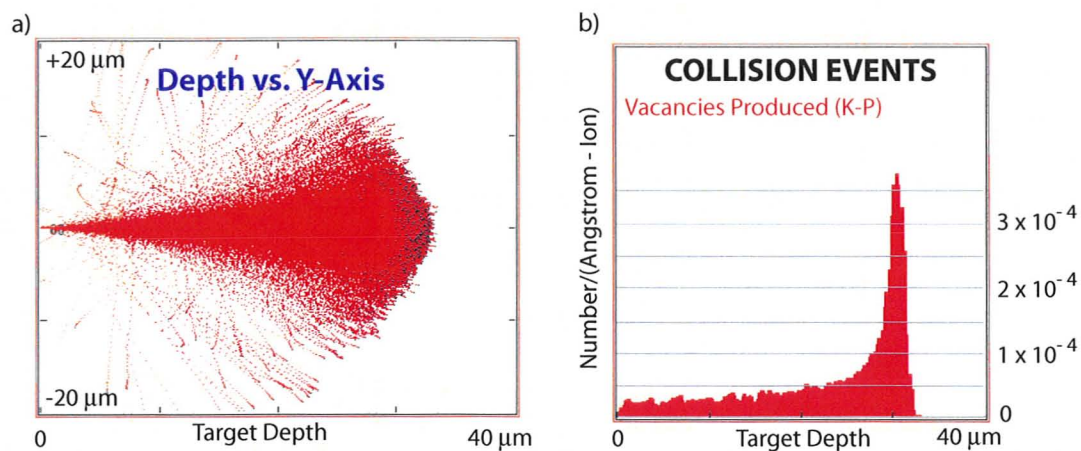 a)
+20 μm
Depth vs. Y-Axis
-20 μm
0
Target Depth
40 μm
b)
COLLISION EVENTS
Vacancies Produced (K-P)
Number/(Angstrom - Ion)
3 x 10⁻⁴
2 x 10⁻⁴
1 x 10⁻⁴
0
0
Target Depth
40 μm